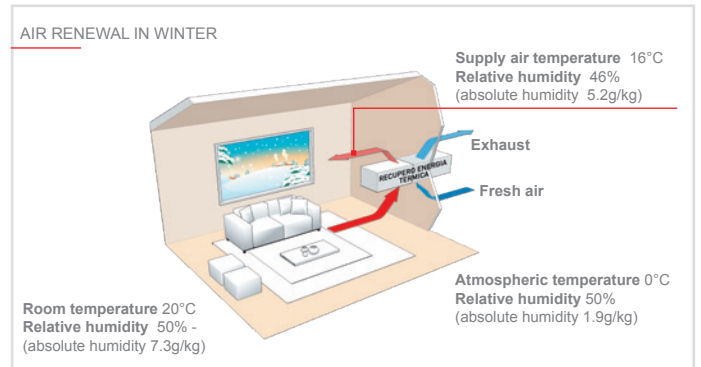 AIR RENEWAL IN WINTER
Supply air temperature 16°C
Relative humidity 46%
(absolute humidity 5.2g/kg)
Exhaust
RECUPERO ENERGIA
TERMICA
Fresh air
Atmospheric temperature 0°C
Relative humidity 50%
(absolute humidity 1.9g/kg)
Room temperature 20°C
Relative humidity 50% -
(absolute humidity 7.3g/kg)